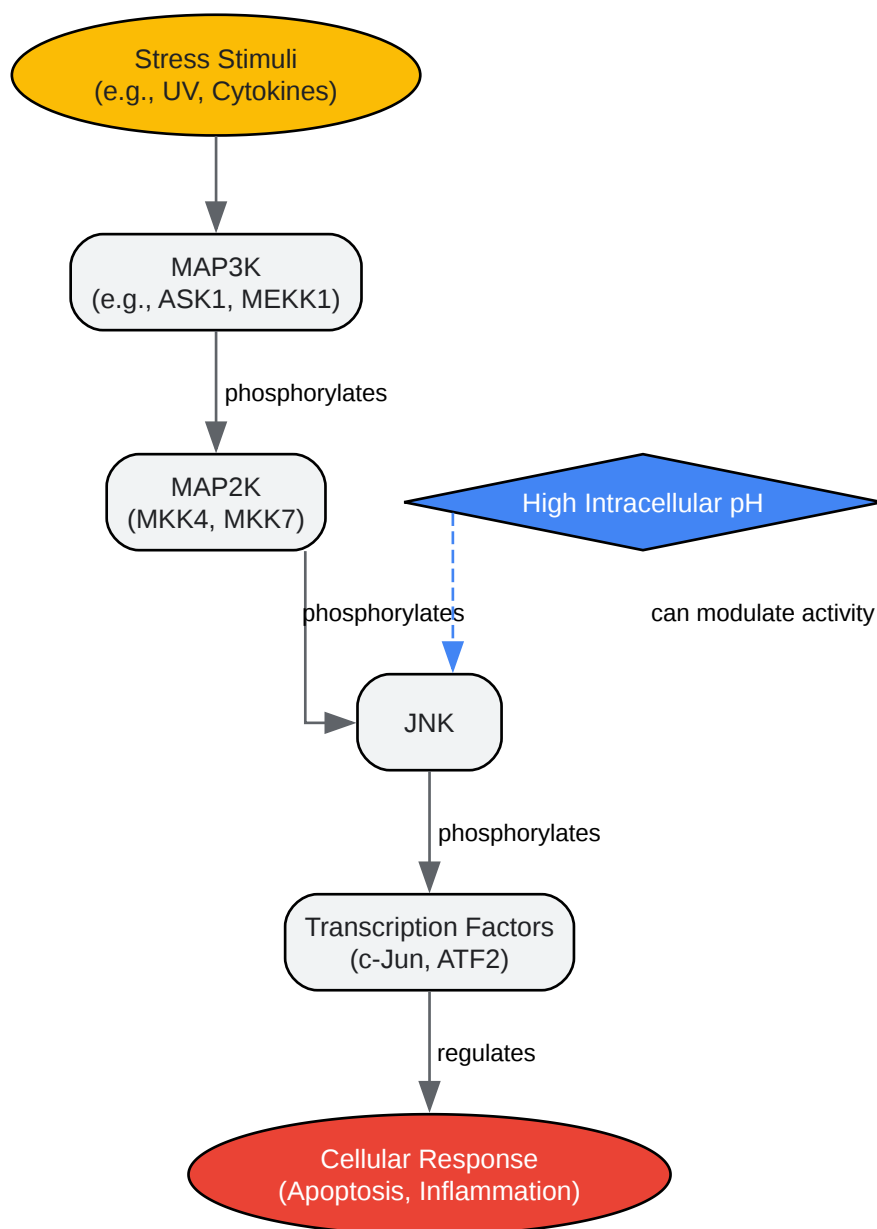 Stress Stimuli
(e.g., UV, Cytokines)
MAP3K
(e.g., ASK1, MEKK1)
phosphorylates
MAP2K
(MKK4, MKK7)
High Intracellular pH
phosphorylates
can modulate activity
JNK
phosphorylates
Transcription Factors
(c-Jun, ATF2)
regulates
Cellular Response
(Apoptosis, Inflammation)